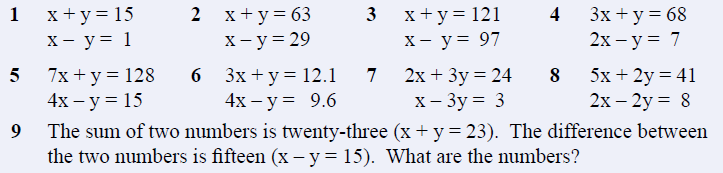 1 x + y = 15 2 x + y = 63 3 x + y = 121 4 3x + y = 68
x – y = 1 x – y = 29 x – y = 97 2x – y = 7
5 7x + y = 128 6 3x + y = 12.1 7 2x + 3y = 24 8 5x + 2y = 41
4x – y = 15 4x – y = 9.6 x – 3y = 3 2x – 2y = 8
9 The sum of two numbers is twenty-three (x + y = 23). The difference between
the two numbers is fifteen (x – y = 15). What are the numbers?